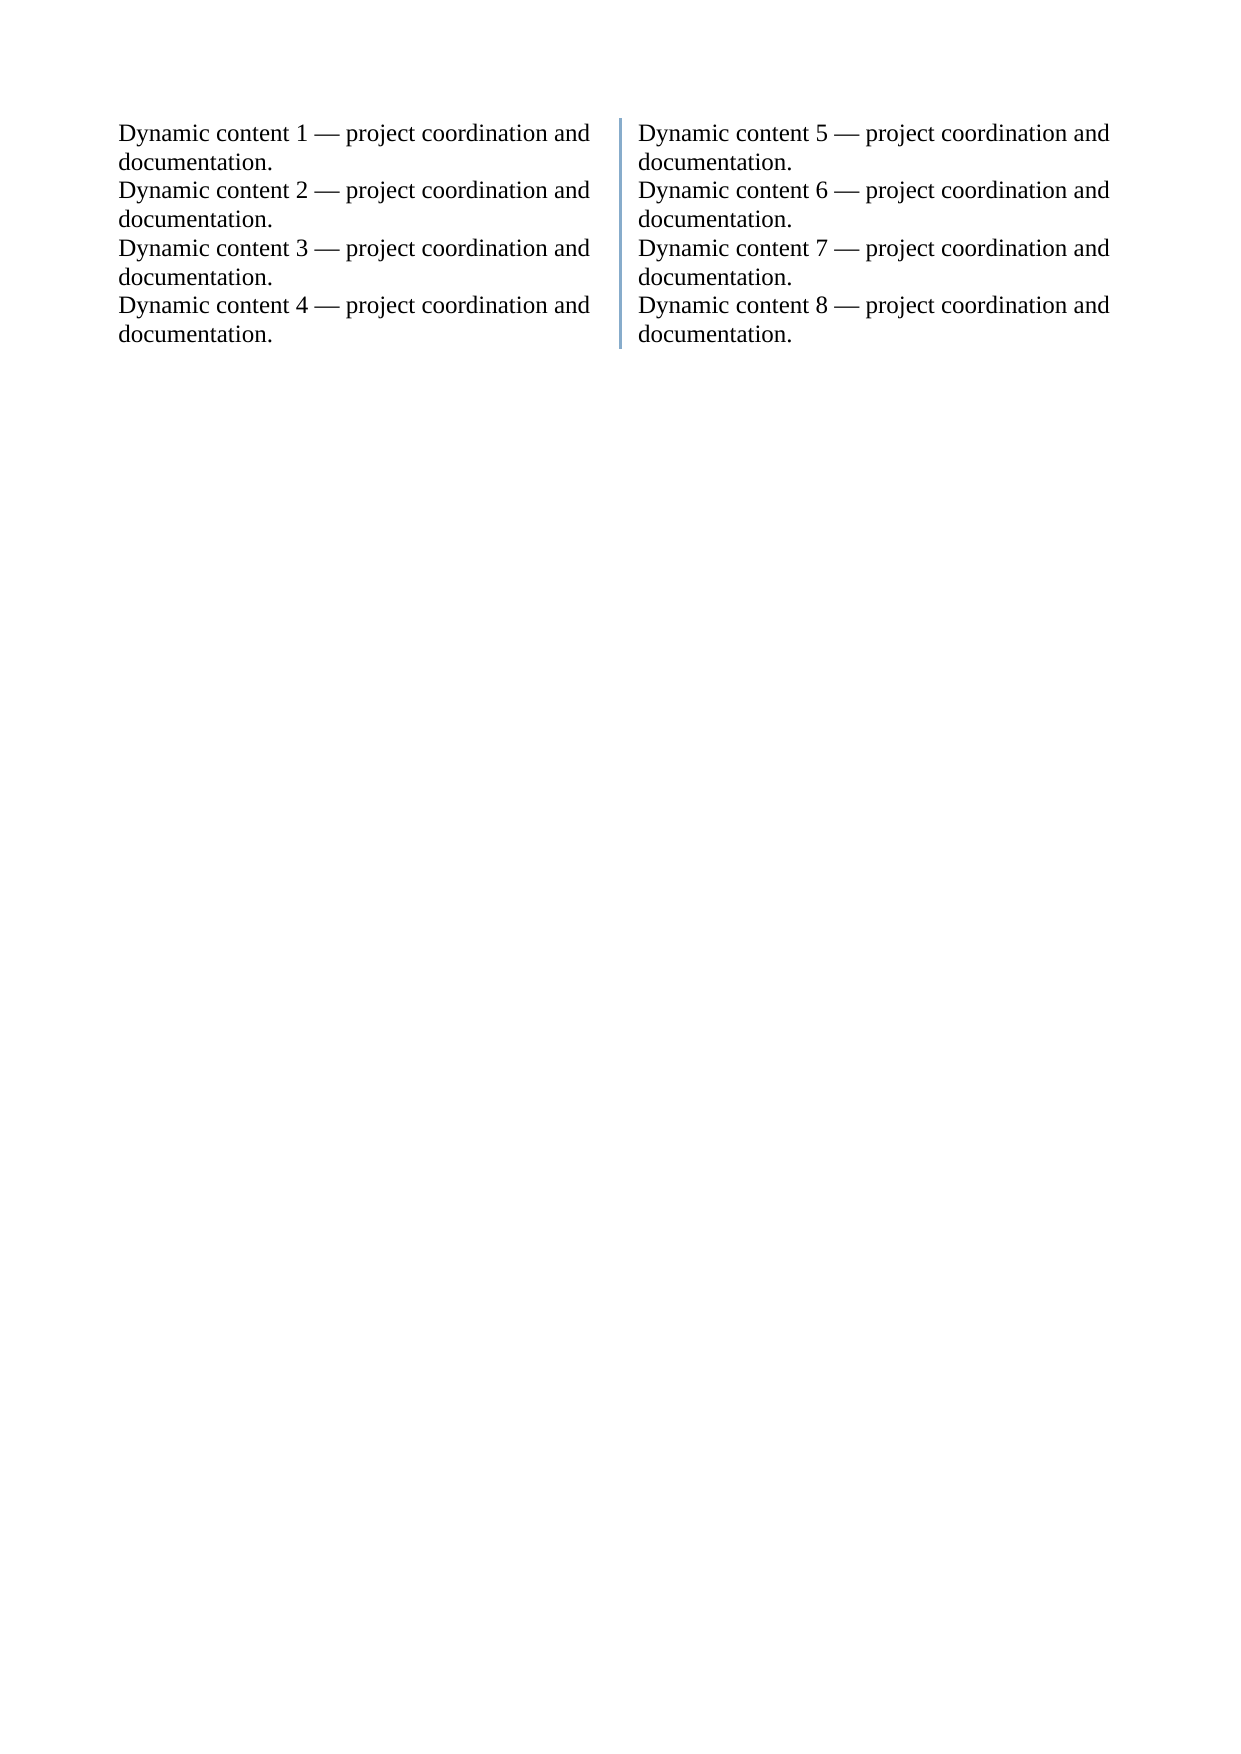 Dynamic content 1 — project coordination and
documentation.
Dynamic content 2 — project coordination and
documentation.
Dynamic content 3 — project coordination and
documentation.
Dynamic content 4 — project coordination and
documentation.
Dynamic content 5 — project coordination and
documentation.
Dynamic content 6 — project coordination and
documentation.
Dynamic content 7 — project coordination and
documentation.
Dynamic content 8 — project coordination and
documentation.